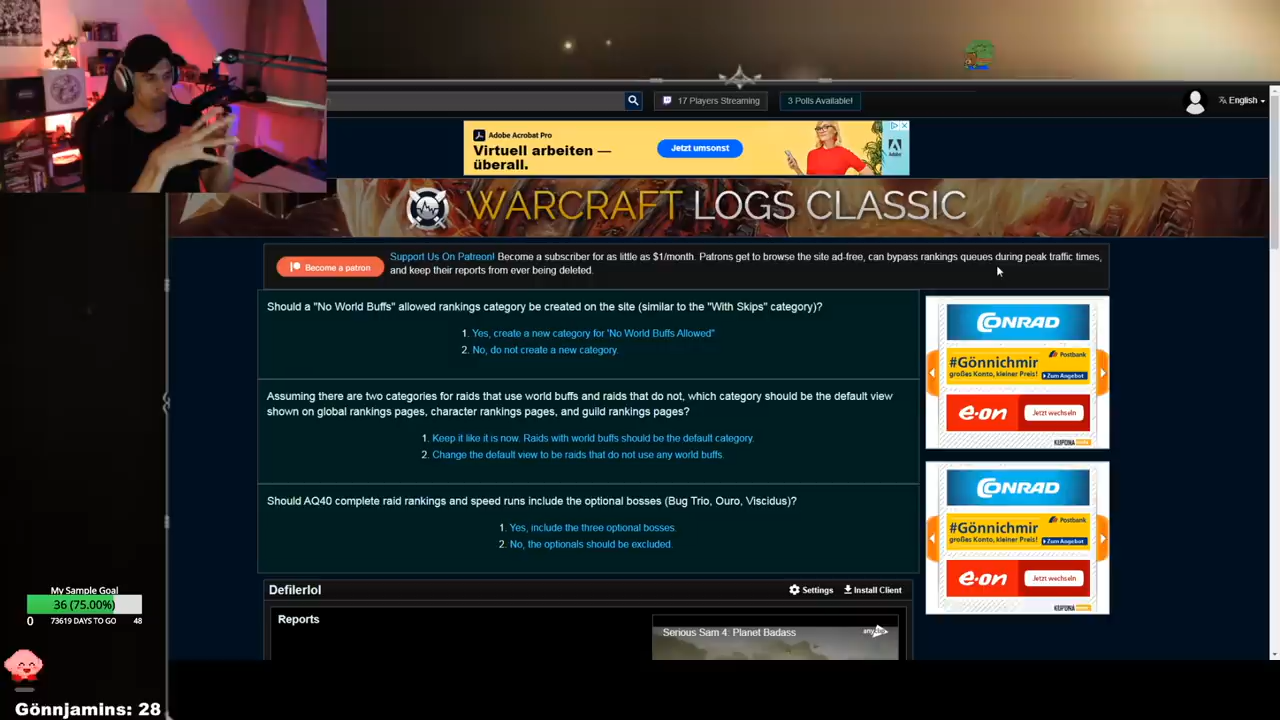 17 Players Streaming
3 Polls Available!
English
Adobe Acrobat Pro
Virtuell arbeiten —
überall.
Jetzt umsonst
Adobe
WARCRAFT LOGS CLASSIC
Become a patron
Support Us On Patreon! Become a subscriber for as little as $1/month. Patrons get to browse the site ad-free, can bypass rankings queues during peak traffic times,
and keep their reports from ever being deleted.
Should a "No World Buffs" allowed rankings category be created on the site (similar to the "With Skips" category)?
1. Yes, create a new category for 'No World Buffs Allowed"
2. No, do not create a new category.
Assuming there are two categories for raids that use world buffs and raids that do not, which category should be the default view
shown on global rankings pages, character rankings pages, and guild rankings pages?
1. Keep it like it is now. Raids with world buffs should be the default category.
2. Change the default view to be raids that do not use any world buffs.
Should AQ40 complete raid rankings and speed runs include the optional bosses (Bug Trio, Ouro, Viscidus)?
1. Yes, include the three optional bosses.
2. No, the optionals should be excluded.
CONRAD
#Gönnichmir
Postbank
großes Konto, kleiner Preis!
Zum Angebot
e·on
Jetzt wechseln
KUPONA
CONRAD
#Gönnichmir
Postbank
großes Konto, kleiner Preis!
Zum Angebot
e·on
Jetzt wechseln
KUPONA
Defilerlol
Settings
Install Client
Reports
Serious Sam 4: Planet Badass
My Sample Goal
36 (75.00%)
0
73619 DAYS TO GO
48
Gönnjamins: 28